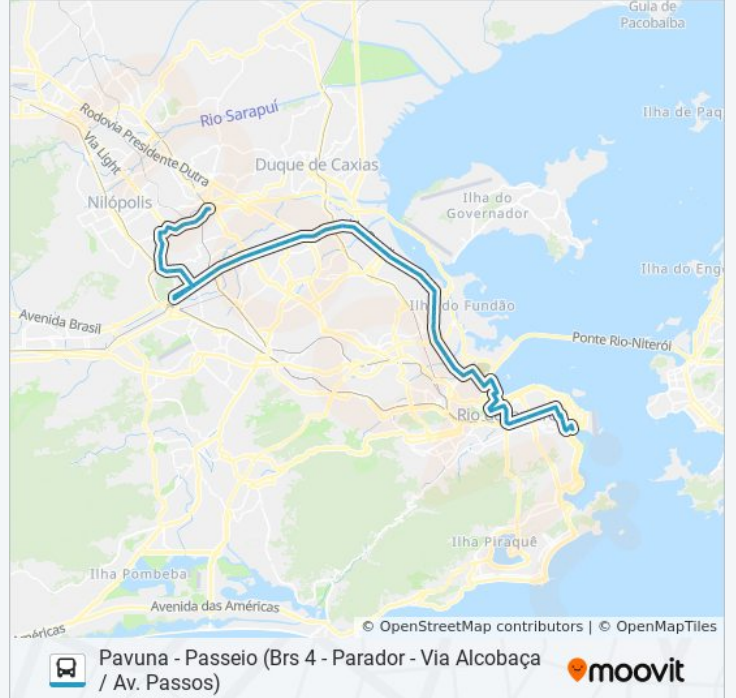 Guia de
Pacobaíba
Rio Sarapuí
Ilha de Paq
Rodovia Presidente Dutra
Via Light
Duque de Caxias
Nilópolis
Ilha do
Governador
Ilha do Eng
Ilha do Fundão
Avenida Brasil
Ponte Rio-Niterói
Rio
Ilha Piraquê
Ilha Pombeba
Avenida das Américas
méricas
© OpenStreetMap contributors | © OpenMapTiles
Pavuna - Passeio (Brs 4 - Parador - Via Alcobaça
/ Av. Passos)
moovit